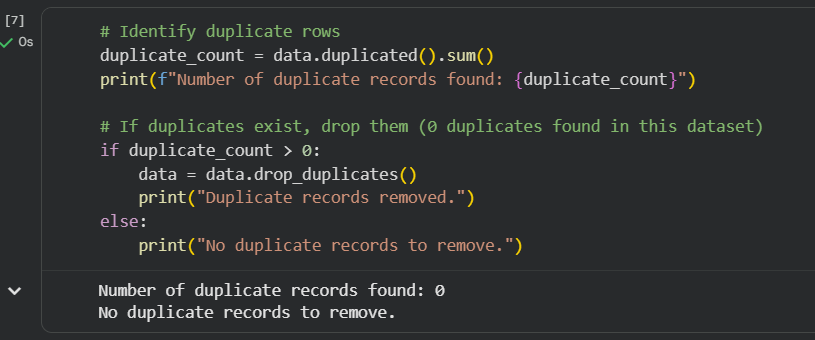 [7]
0s
# Identify duplicate rows
duplicate_count = data.duplicated().sum()
print(f"Number of duplicate records found: {duplicate_count}")
# If duplicates exist, drop them (0 duplicates found in this dataset)
if duplicate_count > 0:
    data = data.drop_duplicates()
    print("Duplicate records removed.")
else:
    print("No duplicate records to remove.")
Number of duplicate records found: 0
No duplicate records to remove.